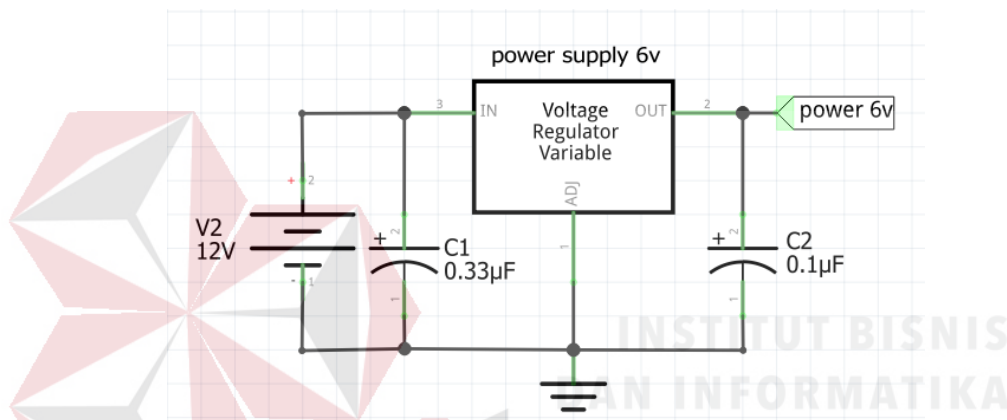 power supply 6v
3
IN
Voltage
Regulator
Variable
OUT
2
power 6v
ADJ
1
+
2
V2
12V
-
1
+
2
C1
0.33µF
1
+
2
C2
0.1µF
1
INSTITUT BISNIS
DAN INFORMATIKA